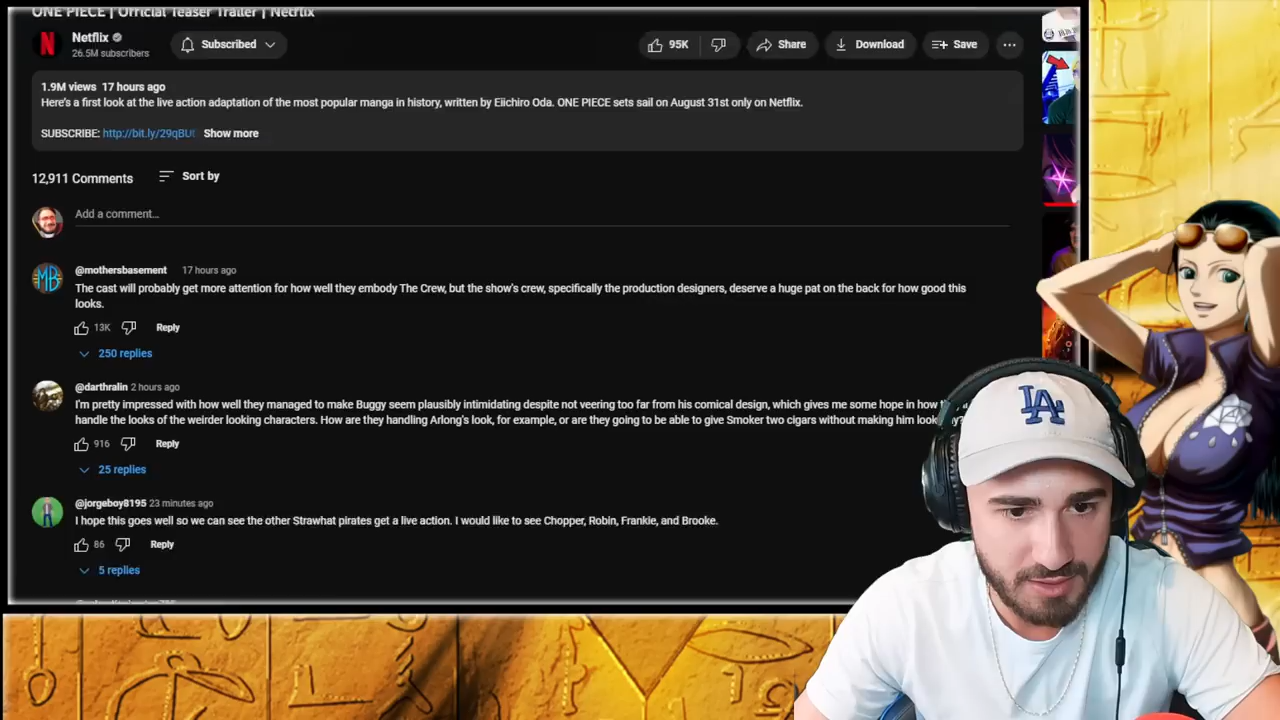 ONE PIECE | Official Teaser Trailer | Netflix
Netflix
26.5M subscribers
Subscribed
95K
Share
Download
Save
1.9M views 17 hours ago
Here's a first look at the live action adaptation of the most popular manga in history, written by Eiichiro Oda. ONE PIECE sets sail on August 31st only on Netflix.
SUBSCRIBE: http://bit.ly/29qBU
Show more
12,911 Comments
Sort by
Add a comment...
@mothersbasement 17 hours ago
The cast will probably get more attention for how well they embody The Crew, but the show's crew, specifically the production designers, deserve a huge pat on the back for how good this
looks.
13K
Reply
250 replies
@darthralin 2 hours ago
I'm pretty impressed with how well they managed to make Buggy seem plausibly intimidating despite not veering too far from his comical design, which gives me some hope in how
handle the looks of the weirder looking characters. How are they handling Arlong's look, for example, or are they going to be able to give Smoker two cigars without making him look
916
Reply
25 replies
@jorgeboy8195 23 minutes ago
I hope this goes well so we can see the other Strawhat pirates get a live action. I would like to see Chopper, Robin, Frankie, and Brooke.
86
Reply
5 replies
MB
LA